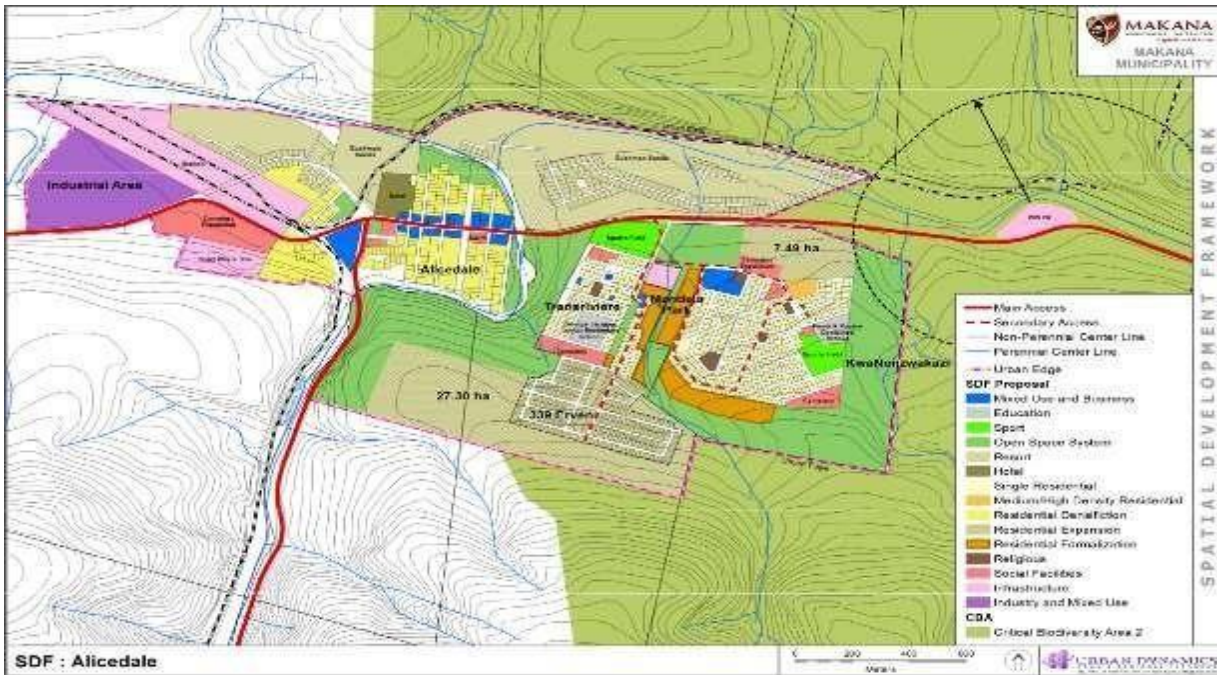 MAKANA
MAKANA
MUNICIPALITY
SPATIAL DEVELOPMENT FRAMEWORK
Industrial Area
Alicedale
Transriviere
Mandela
Park
KwaNonzwakazi
7.49 ha
27.30 ha
339 Erven
Main Access
Secondary Access
Non-Perennial Center Line
Perennial Center Line
Urban Edge
SDF Proposal
Mixed Use and Business
Education
Sport
Open Space System
Resort
Hotel
Single Residential
Medium/High Density Residential
Residential Densifiction
Residential Expansion
Residential Formalization
Religious
Social Facilities
Infrastructure
Industry and Mixed Use
CBA
Critical Biodiversity Area 2
SDF : Alicedale
0 200 400 600
Meters
URBAN DYNAMICS